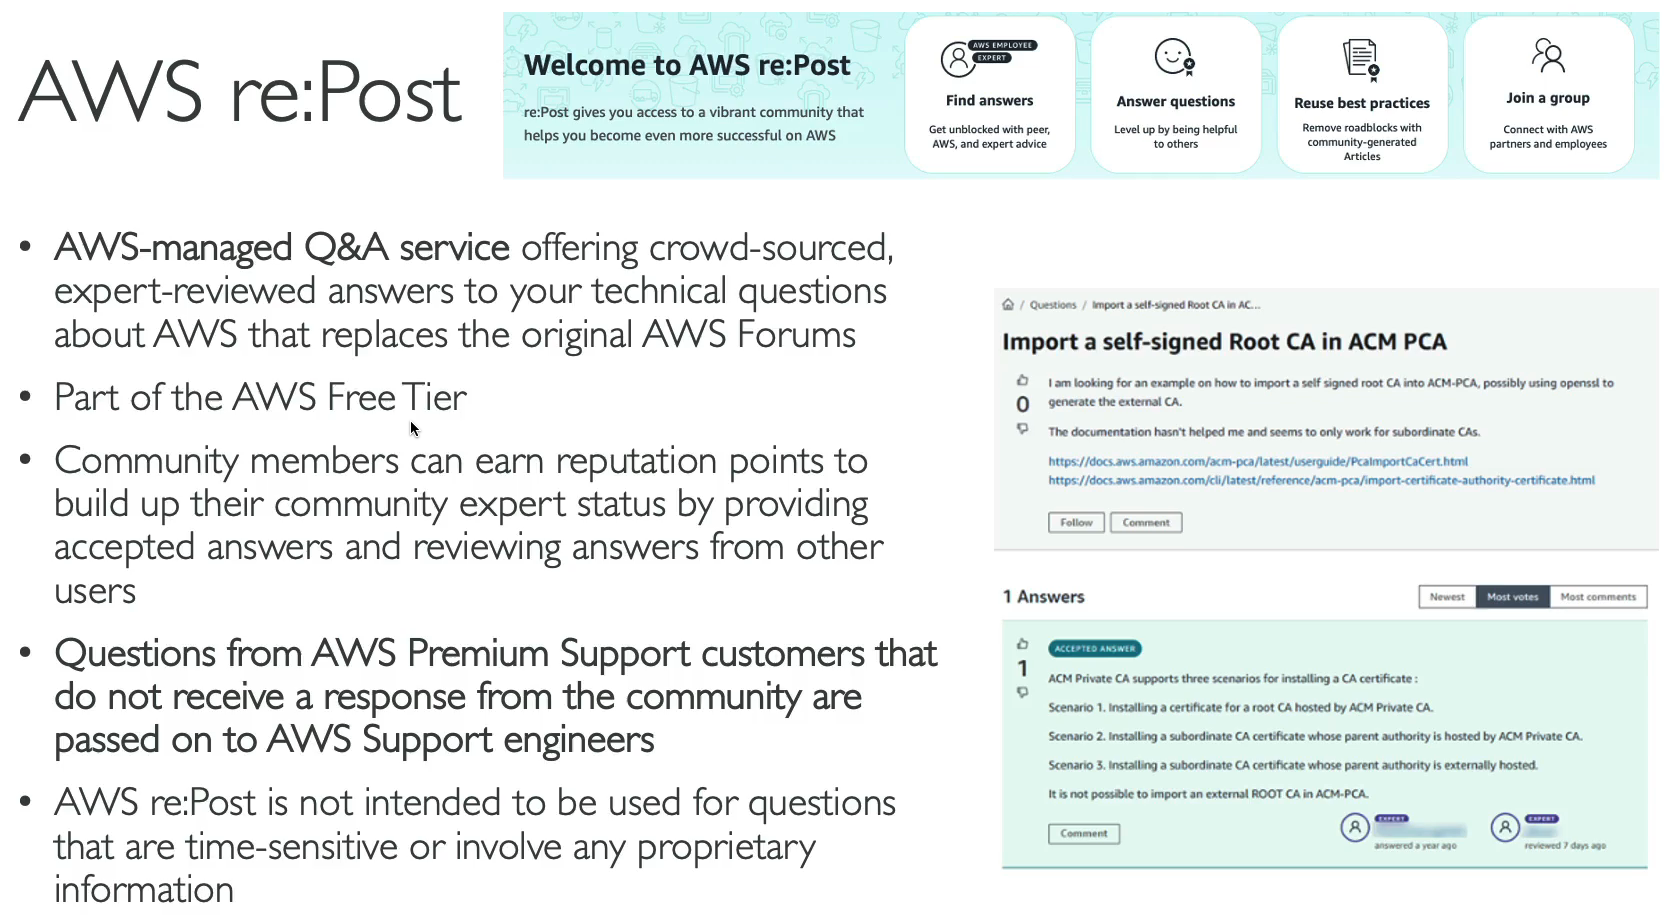 AWS re:Post
Welcome to AWS re:Post
re:Post gives you access to a vibrant community that
helps you become even more successful on AWS
AWS EMPLOYEE
EXPERT
Find answers
Get unblocked with peer,
AWS, and expert advice
Answer questions
Level up by being helpful
to others
Reuse best practices
Remove roadblocks with
community-generated
Articles
Join a group
Connect with AWS
partners and employees
• AWS-managed Q&A service offering crowd-sourced,
expert-reviewed answers to your technical questions
about AWS that replaces the original AWS Forums
• Part of the AWS Free Tier
• Community members can earn reputation points to
build up their community expert status by providing
accepted answers and reviewing answers from other
users
• Questions from AWS Premium Support customers that
do not receive a response from the community are
passed on to AWS Support engineers
• AWS re:Post is not intended to be used for questions
that are time-sensitive or involve any proprietary
information
/ Questions / Import a self-signed Root CA in AC...
Import a self-signed Root CA in ACM PCA
0
I am looking for an example on how to import a self signed root CA into ACM-PCA, possibly using openssl to
generate the external CA.
The documentation hasn't helped me and seems to only work for subordinate CAs.
https://docs.aws.amazon.com/acm-pca/latest/userguide/PcaImportCaCert.html
https://docs.aws.amazon.com/cli/latest/reference/acm-pca/import-certificate-authority-certificate.html
Follow Comment
1 Answers
Newest Most votes Most comments
1
ACCEPTED ANSWER
ACM Private CA supports three scenarios for installing a CA certificate :
Scenario 1. Installing a certificate for a root CA hosted by ACM Private CA.
Scenario 2. Installing a subordinate CA certificate whose parent authority is hosted by ACM Private CA.
Scenario 3. Installing a subordinate CA certificate whose parent authority is externally hosted.
It is not possible to import an external ROOT CA in ACM-PCA.
Comment
EXPERT
answered a year ago
EXPERT
reviewed 7 days ago